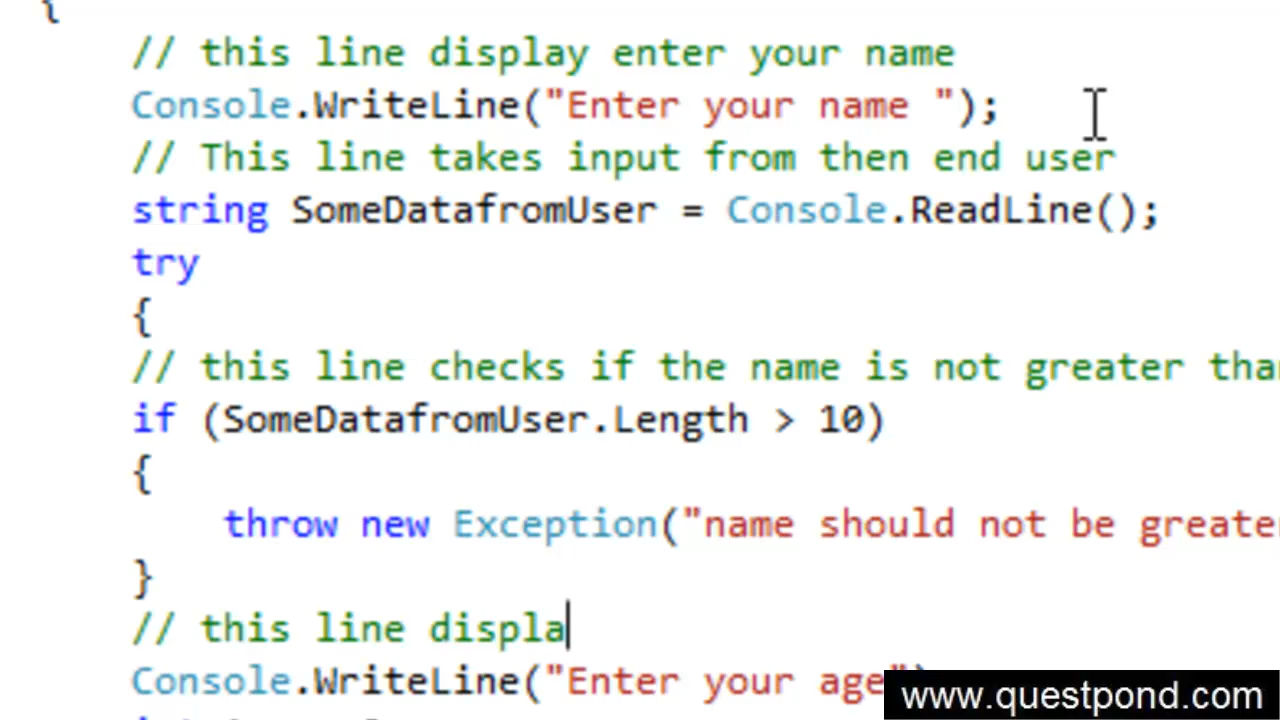 {
// this line display enter your name
Console.WriteLine("Enter your name ");
// This line takes input from then end user
string SomeDatafromUser = Console.ReadLine();
try
{
// this line checks if the name is not greater than
if (SomeDatafromUser.Length > 10)
{
throw new Exception("name should not be greater
}
// this line displa
Console.WriteLine("Enter your age")
www.questpond.com